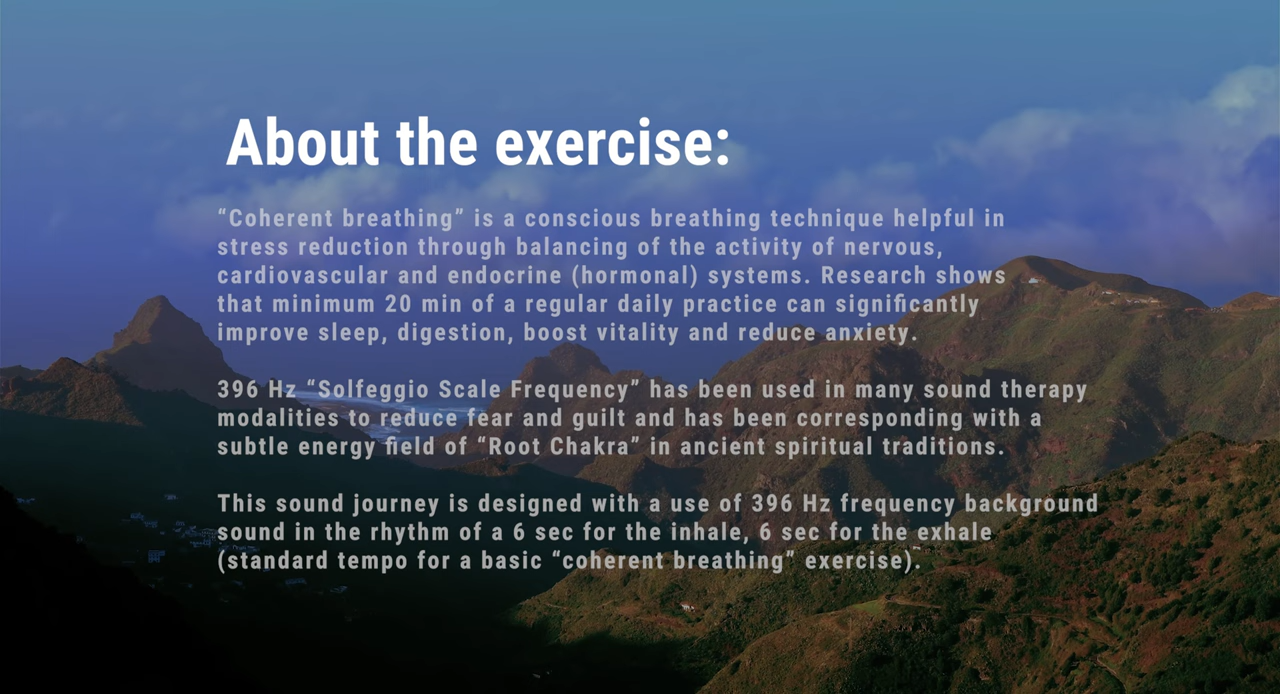 About the exercise:
“Coherent breathing” is a conscious breathing technique helpful in
stress reduction through balancing of the activity of nervous,
cardiovascular and endocrine (hormonal) systems. Research shows
that minimum 20 min of a regular daily practice can significantly
improve sleep, digestion, boost vitality and reduce anxiety.
396 Hz “Solfeggio Scale Frequency” has been used in many sound therapy
modalities to reduce fear and guilt and has been corresponding with a
subtle energy field of “Root Chakra” in ancient spiritual traditions.
This sound journey is designed with a use of 396 Hz frequency background
sound in the rhythm of a 6 sec for the inhale, 6 sec for the exhale
(standard tempo for a basic “coherent breathing” exercise).